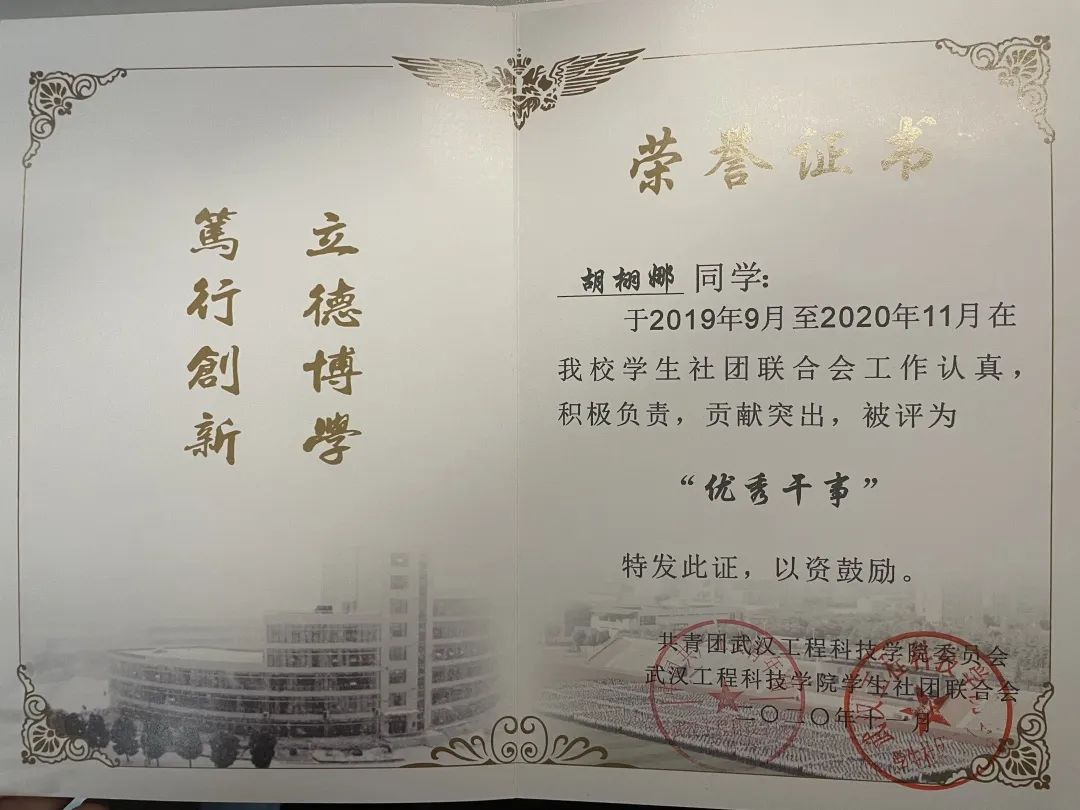 立德博學
篤行創新
荣誉证书
胡栩娜 同学:
于2019年9月至2020年11月在
我校学生社团联合会工作认真，
积极负责，贡献突出，被评为
“优秀干事”
特发此证，以资鼓励。
共青团武汉工程科技学院委员会
武汉工程科技学院学生社团联合会
二〇二〇年十一月